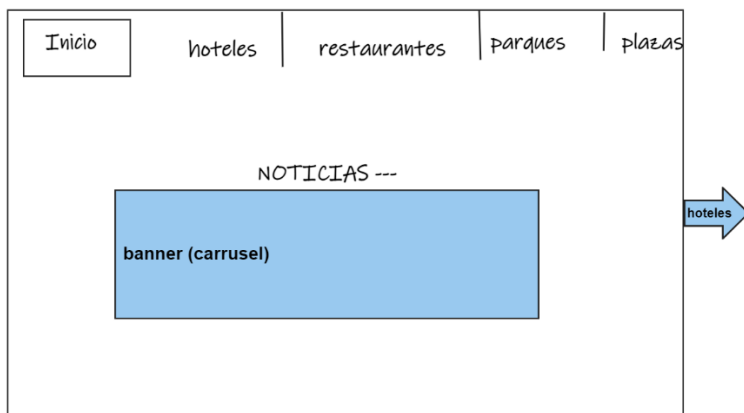 Inicio hoteles restaurantes parques plazas
NOTICIAS ---
hoteles
banner (carrusel)